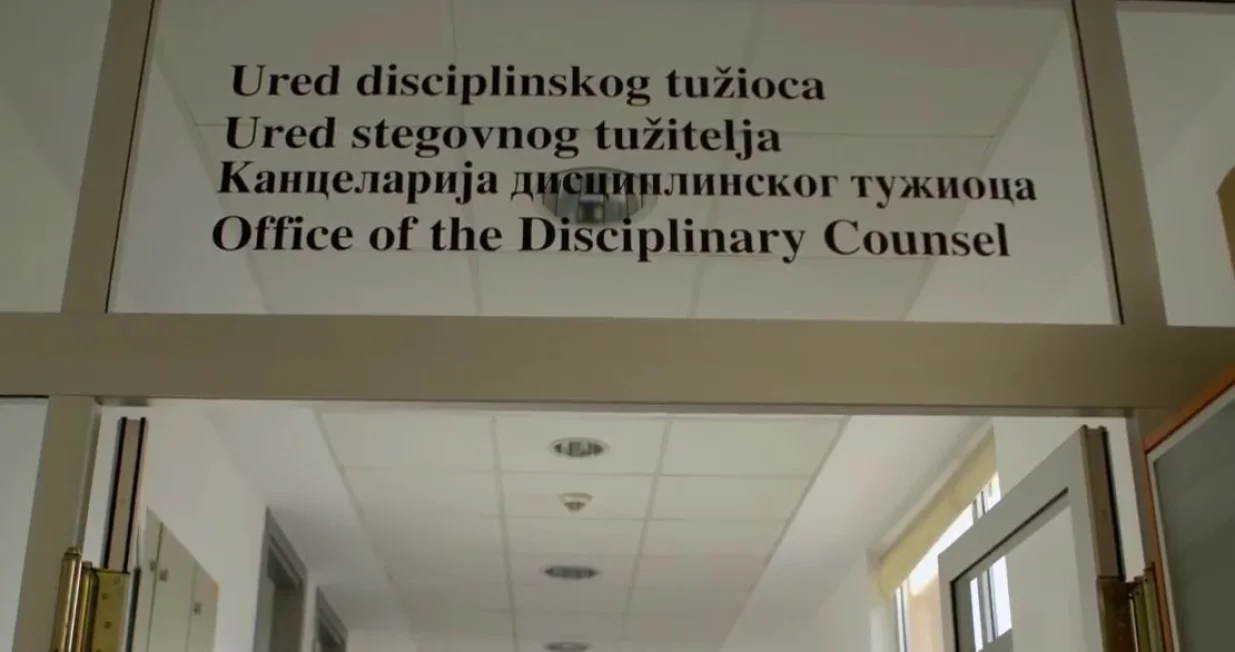 Ured disciplinskog tužioca
Ured stegovnog tužitelja
Канцеларија дисциплинског тужиоца
Office of the Disciplinary Counsel